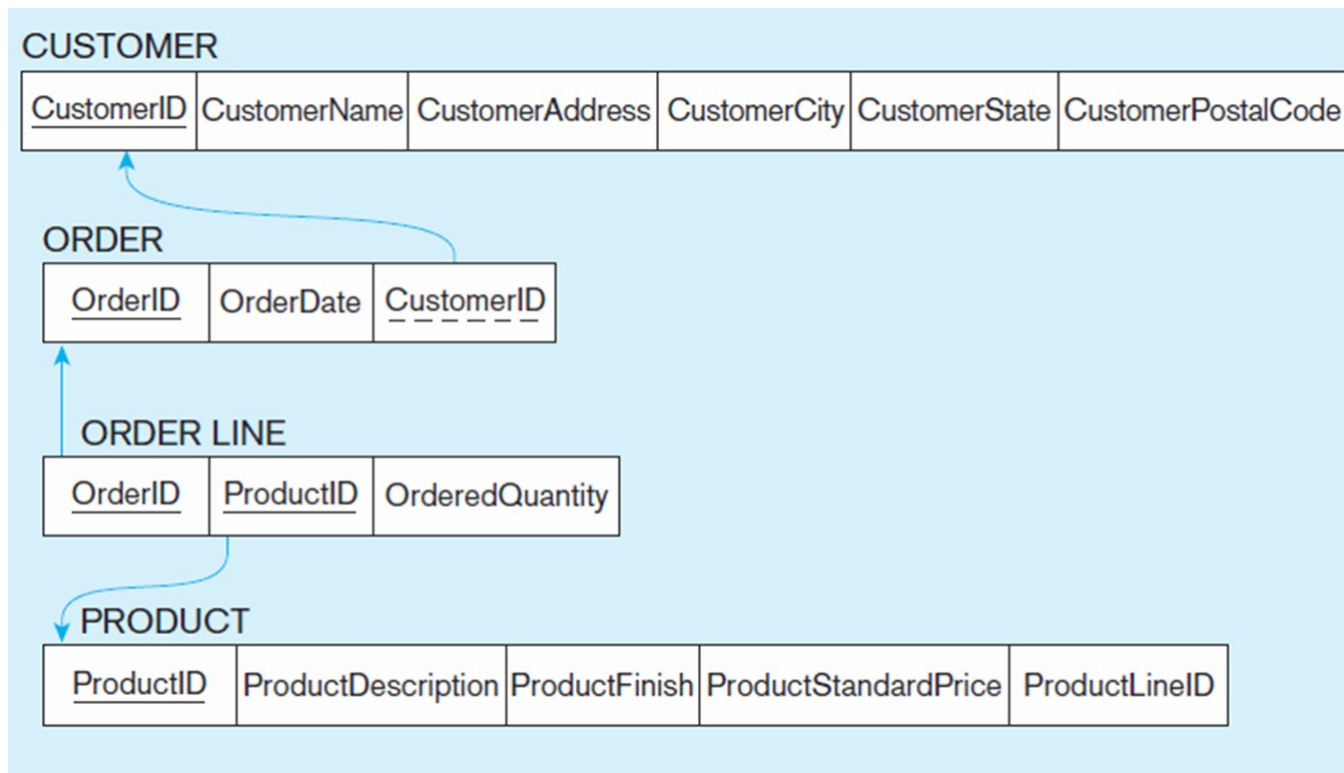 CUSTOMER
CustomerID CustomerName CustomerAddress CustomerCity CustomerState CustomerPostalCode
ORDER
OrderID OrderDate CustomerID
ORDER LINE
OrderID ProductID OrderedQuantity
PRODUCT
ProductID ProductDescription ProductFinish ProductStandardPrice ProductLineID